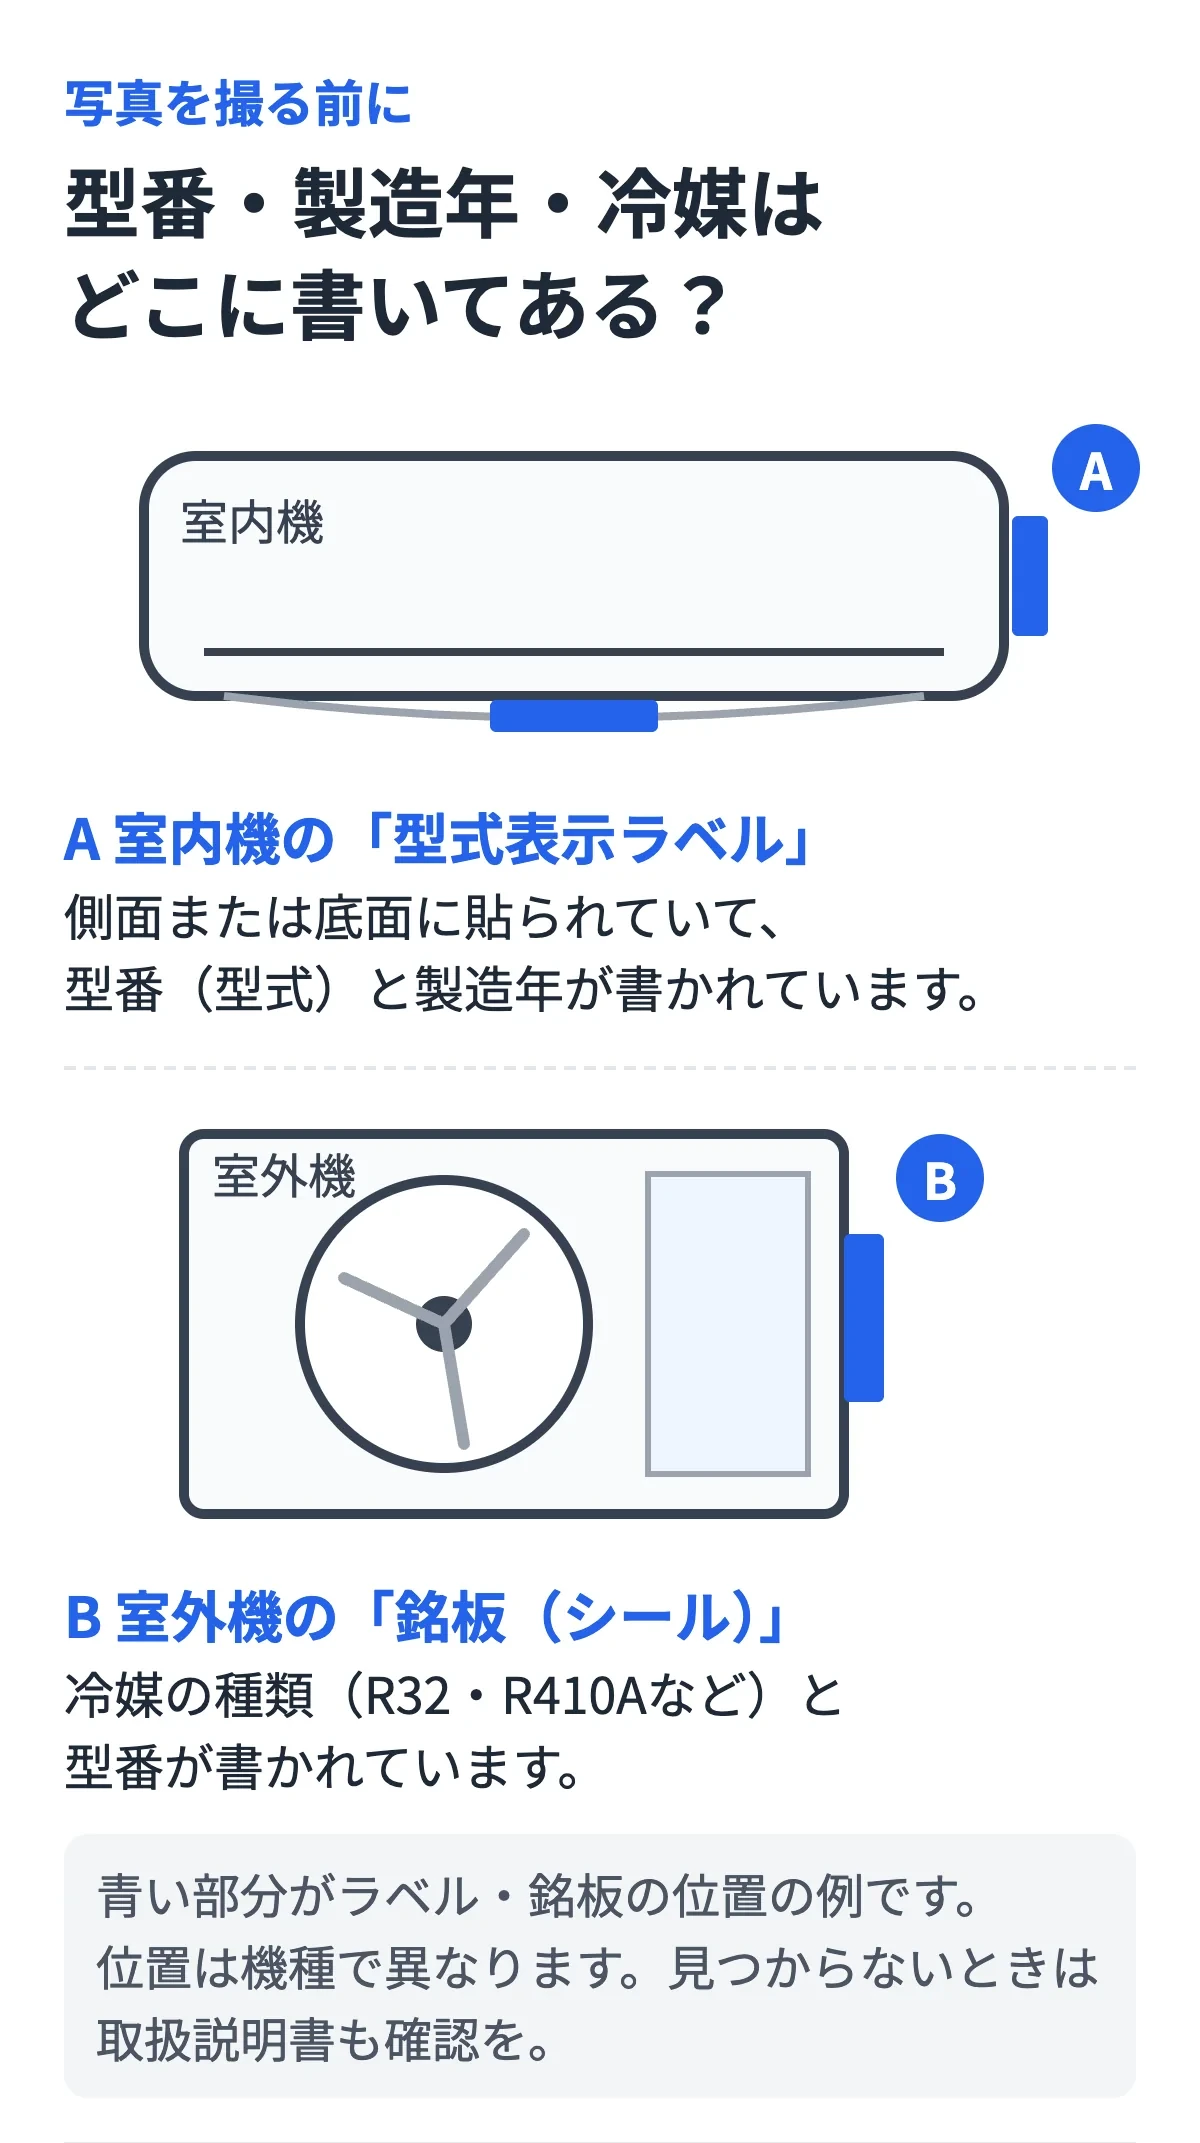 写真を撮る前に
型番・製造年・冷媒は
どこに書いてある？
A
室内機
A 室内機の「型式表示ラベル」
側面または底面に貼られていて、
型番（型式）と製造年が書かれています。
室外機
B
B 室外機の「銘板（シール）」
冷媒の種類（R32・R410Aなど）と
型番が書かれています。
青い部分がラベル・銘板の位置の例です。
位置は機種で異なります。見つからないときは
取扱説明書も確認を。